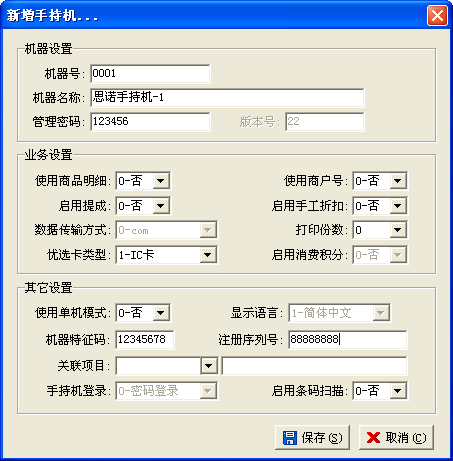 新增手持机...
机器设置
机器号: 0001
机器名称: 思诺手持机-1
管理密码: 123456 版本号: 22
业务设置
使用商品明细: 0-否 使用商户号: 0-否
启用提成: 0-否 启用手工折扣: 0-否
数据传输方式: 0-com 打印份数: 0
优选卡类型: 1-IC卡 启用消费积分: 0-否
其它设置
使用单机模式: 0-否 显示语言: 1-简体中文
机器特征码: 12345678 注册序列号: 88888888
关联项目:
手持机登录: 0-密码登录 启用条码扫描: 0-否
保存(S) 取消(C)